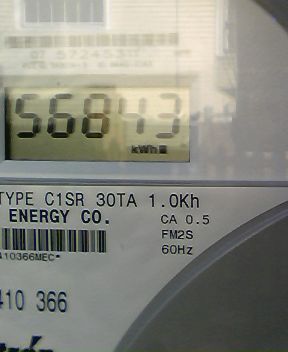 56843
kWh
TYPE C1SR 30TA 1.0Kh
ENERGY CO.
CA 0.5
FM2S
60Hz
410366MEC*
410 366